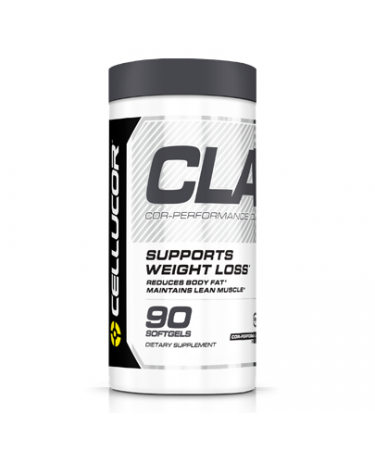 CELLUCOR
CLA
COR-PERFORMANCE
SUPPORTS
WEIGHT LOSS*
REDUCES BODY FAT*
MAINTAINS LEAN MUSCLE*
90
SOFTGELS
DIETARY SUPPLEMENT